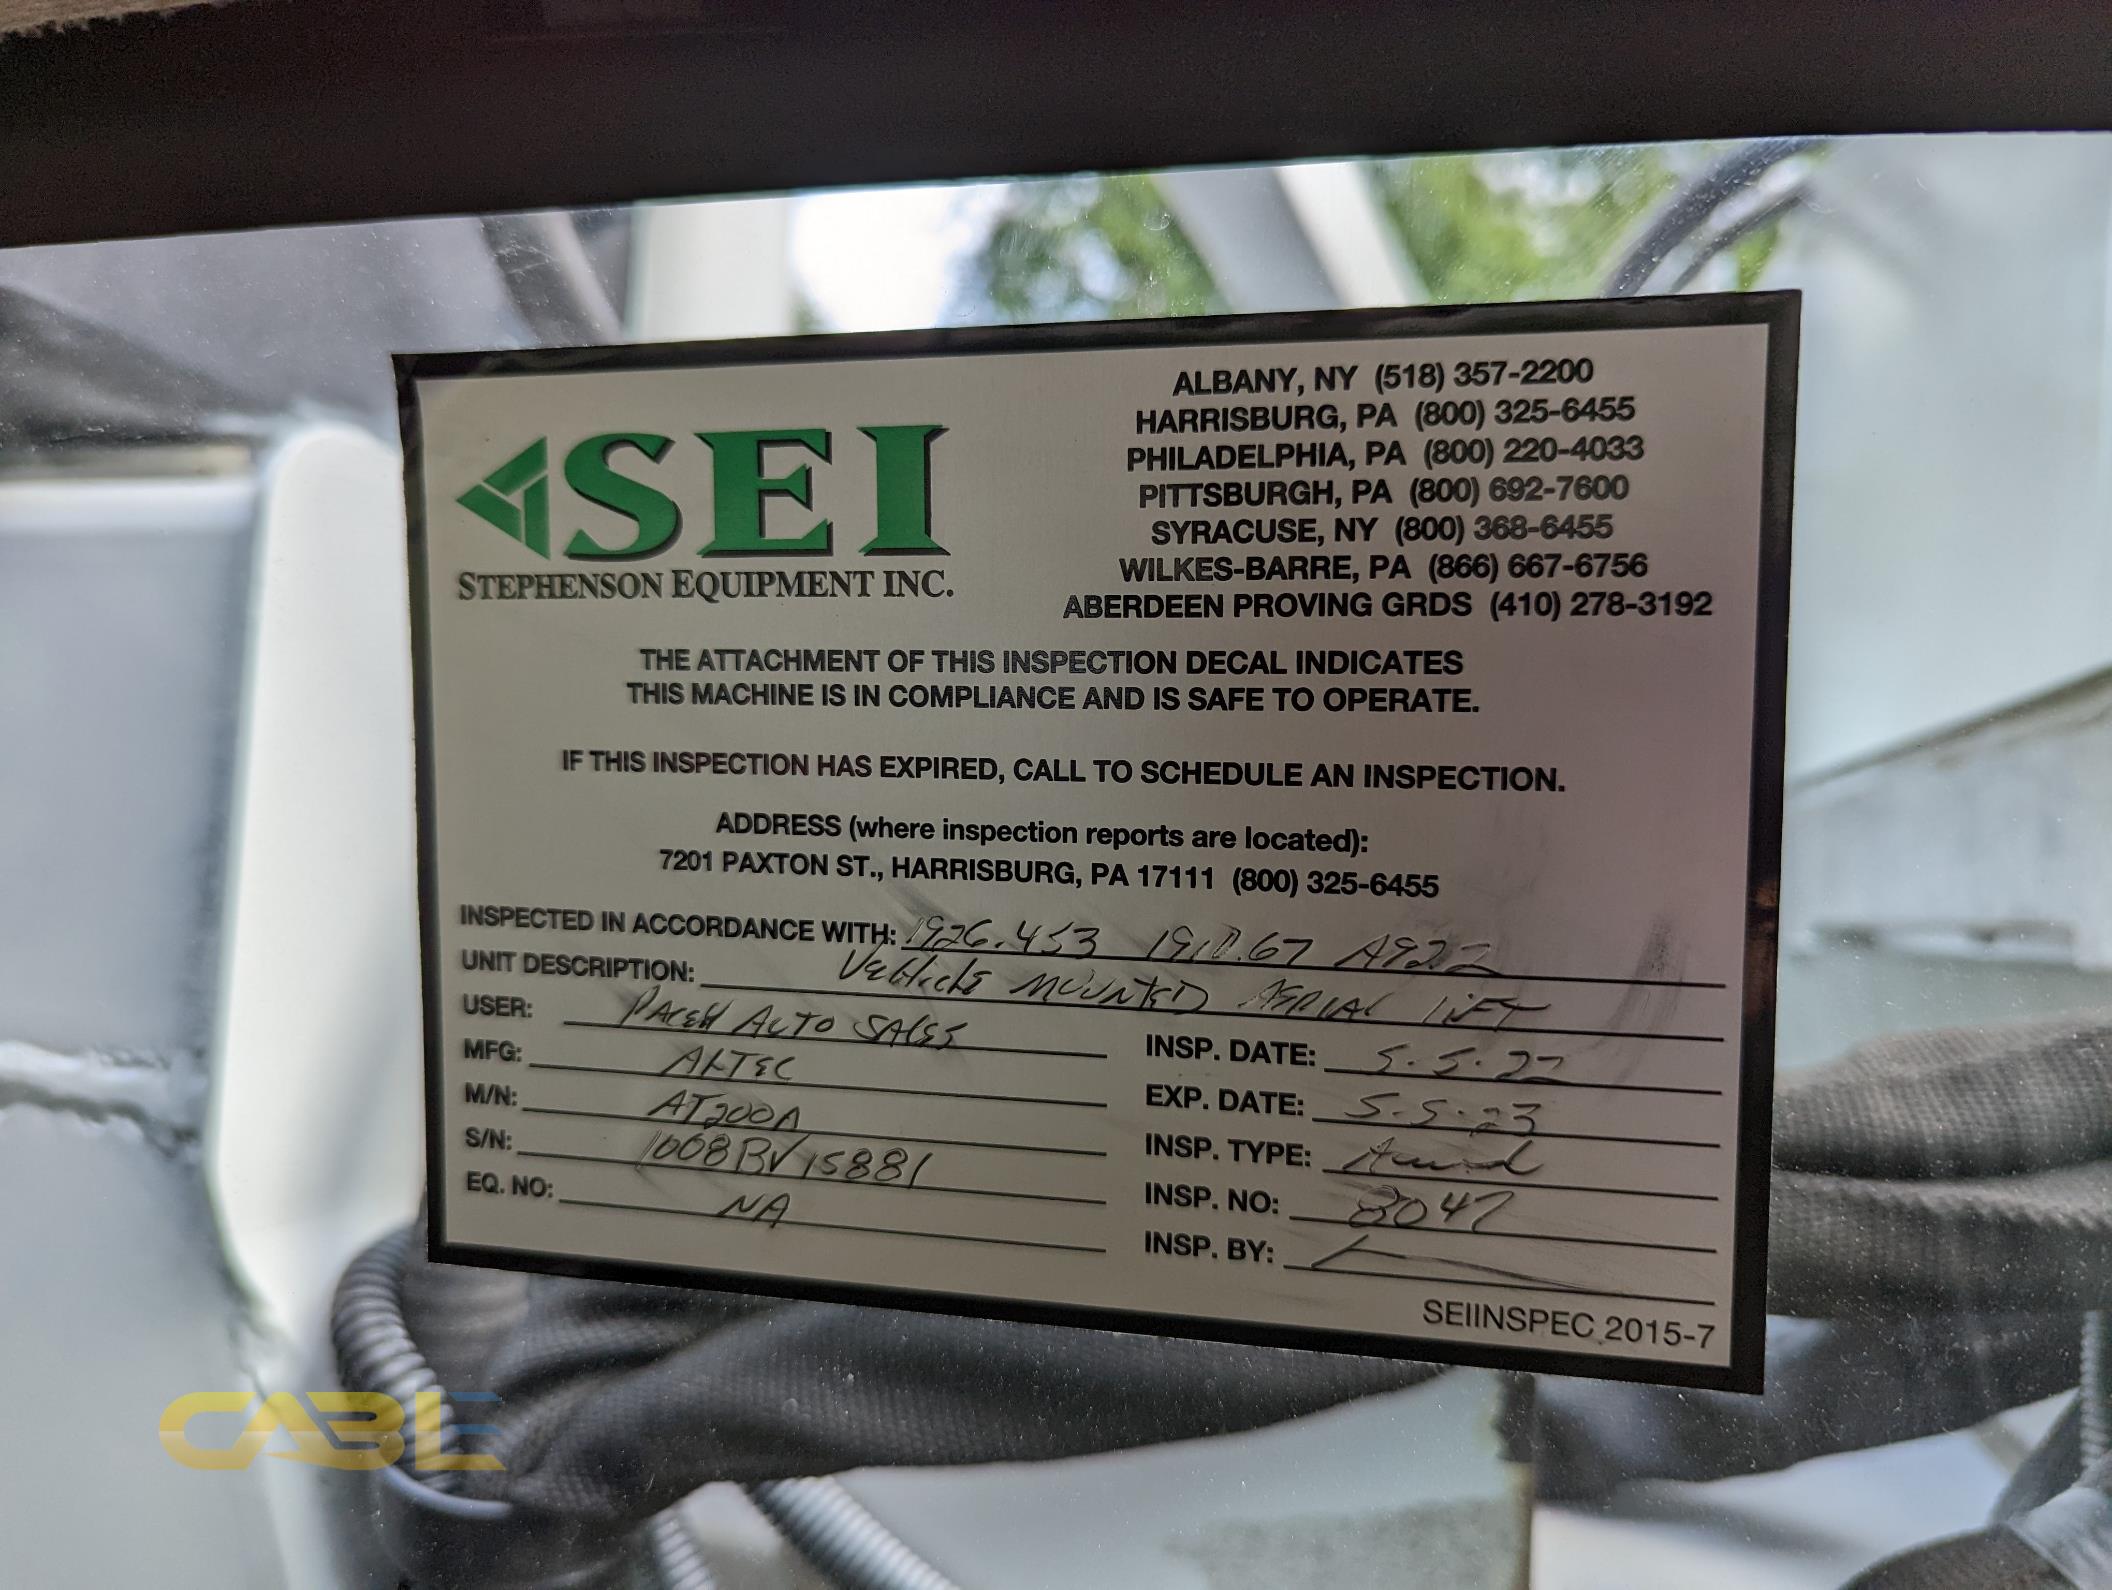 SEI
STEPHENSON EQUIPMENT INC.
ALBANY, NY (518) 357-2200
HARRISBURG, PA (800) 325-6455
PHILADELPHIA, PA (800) 220-4033
PITTSBURGH, PA (800) 692-7600
SYRACUSE, NY (800) 368-6455
WILKES-BARRE, PA (866) 667-6756
ABERDEEN PROVING GRDS (410) 278-3192
THE ATTACHMENT OF THIS INSPECTION DECAL INDICATES
THIS MACHINE IS IN COMPLIANCE AND IS SAFE TO OPERATE.
IF THIS INSPECTION HAS EXPIRED, CALL TO SCHEDULE AN INSPECTION.
ADDRESS (where inspection reports are located):
7201 PAXTON ST., HARRISBURG, PA 17111 (800) 325-6455
INSPECTED IN ACCORDANCE WITH: 1926.453 1910.67 A92.2
UNIT DESCRIPTION: Vehicle MOUNTED AERIAL LIFT
USER: AUTO SALES
MFG: ALTEC
M/N: AT200A
S/N: 1008BV15881
EQ. NO: NA
INSP. DATE: 5.5.22
EXP. DATE: 5.5.23
INSP. TYPE: Annual
INSP. NO: 8047
INSP. BY:
SEIINSPEC 2015-7
CABLE